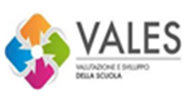 VALES
VALUTAZIONE E SVILUPPO
DELLA SCUOLA